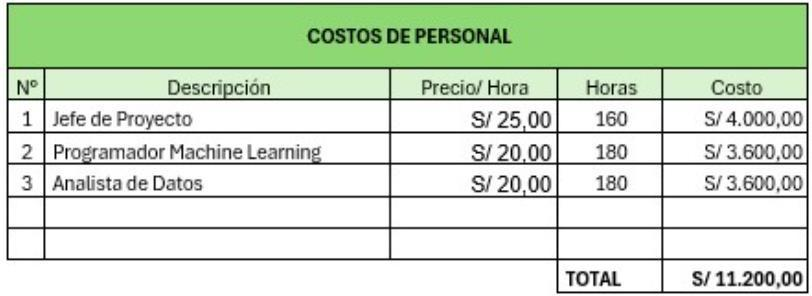 COSTOS DE PERSONAL
Nº Descripción Precio/ Hora Horas Costo
1 Jefe de Proyecto S/ 25,00 160 S/ 4.000,00
2 Programador Machine Learning S/ 20,00 180 S/ 3.600,00
3 Analista de Datos S/ 20,00 180 S/ 3.600,00
TOTAL S/ 11.200,00